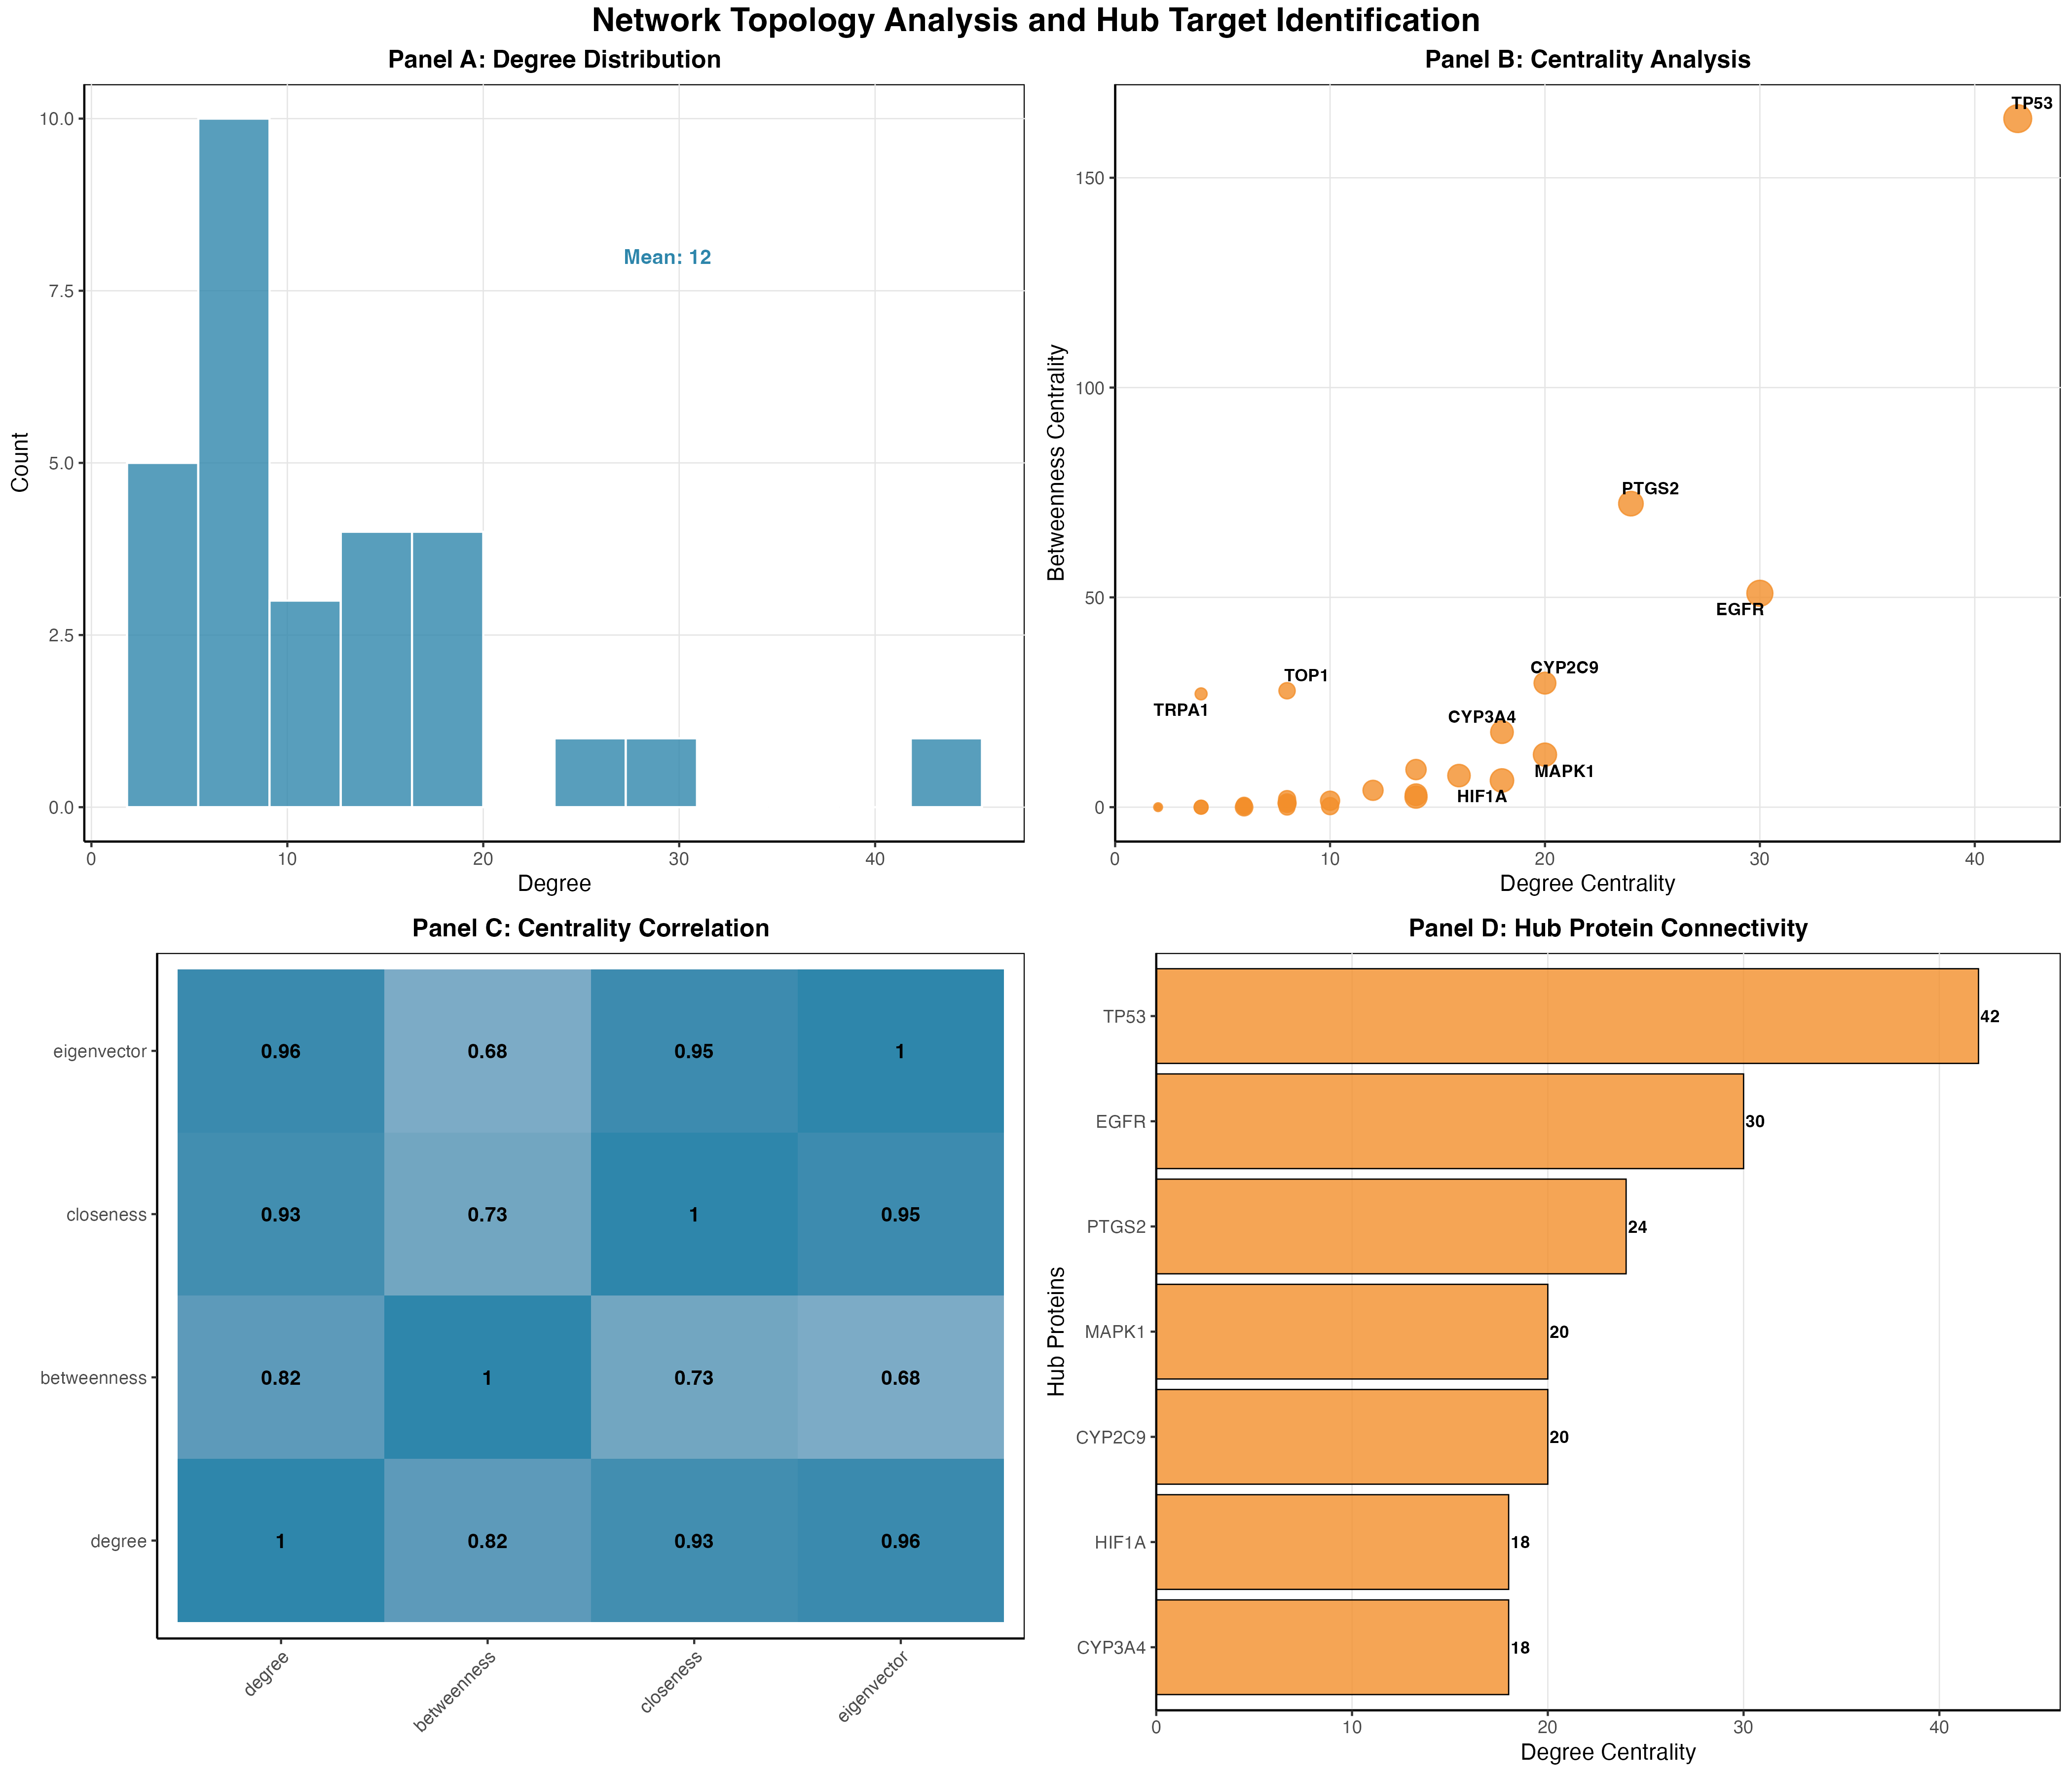 Network Topology Analysis and Hub Target Identification
Panel A: Degree Distribution
10.0
7.5
5.0
2.5
0.0
Count
Mean: 12
0 10 20 30 40
Degree
Panel B: Centrality Analysis
150
100
50
0
Betweenness Centrality
TP53
PTGS2
EGFR
CYP2C9
TOP1
TRPA1
CYP3A4
MAPK1
HIF1A
0 10 20 30 40
Degree Centrality
Panel C: Centrality Correlation
eigenvector 0.96 0.68 0.95 1
closeness 0.93 0.73 1 0.95
betweenness 0.82 1 0.73 0.68
degree 1 0.82 0.93 0.96
degree betweenness closeness eigenvector
Panel D: Hub Protein Connectivity
Hub Proteins
TP53 42
EGFR 30
PTGS2 24
MAPK1 20
CYP2C9 20
HIF1A 18
CYP3A4 18
0 10 20 30 40
Degree Centrality